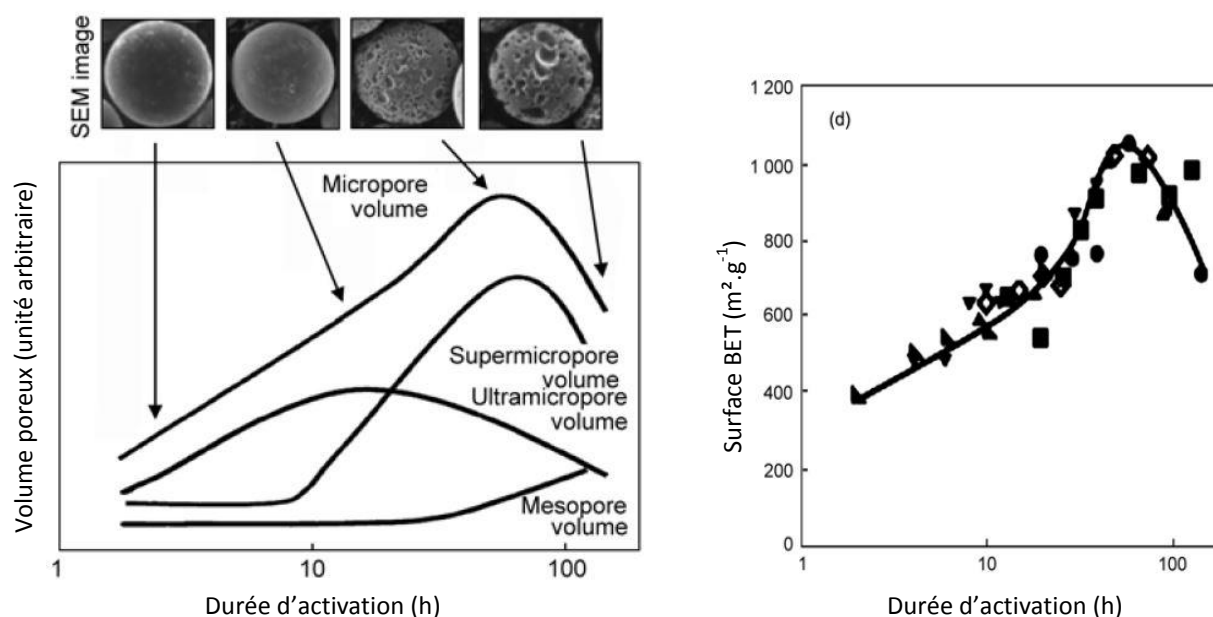 SEM image
Volume poreux (unité arbitraire)
Micropore
volume
Supermicropore
volume
Ultramicropore
volume
Mesopore
volume
1
10
100
Durée d’activation (h)
(d)
Surface BET (m².g⁻¹)
1 200
1 000
800
600
400
200
0
1
10
100
Durée d’activation (h)